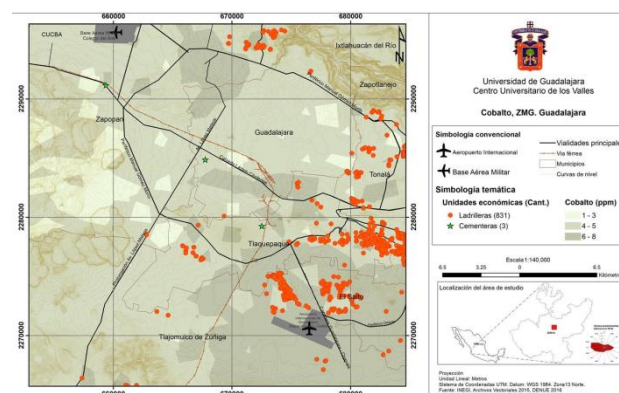 660000
670000
680000
CUCBA
Base Aérea Militar
Ixtlahuacán del Río
Zapotlanejo
Zapopan
Guadalajara
Tonalá
Tlaquepaque
El Salto
Tlajomulco de Zúñiga
2290000
2280000
2270000
2290000
2280000
2270000
660000
670000
680000
Universidad de Guadalajara
Centro Universitario de los Valles
Cobalto, ZMG. Guadalajara
Simbología convencional
Aeropuerto Internacional
Base Aérea Militar
Vialidades principales
Vía férrea
Municipios
Curvas de nivel
Simbología temática
Unidades económicas (Cant.)
Ladrilleras (831)
Cementeras (3)
Cobalto (ppm)
1 - 3
4 - 5
6 - 8
Escala 1:140,000
6.5
3.25
0
6.5
Localización del área de estudio
Proyección
Unidad Lineal: Metros
Sistema de Coordenadas UTM. Datum: WGS 1984. Zona13 Norte.
Fuente: INEGI, Archivos Vectoriales 2015, DENUE 2016